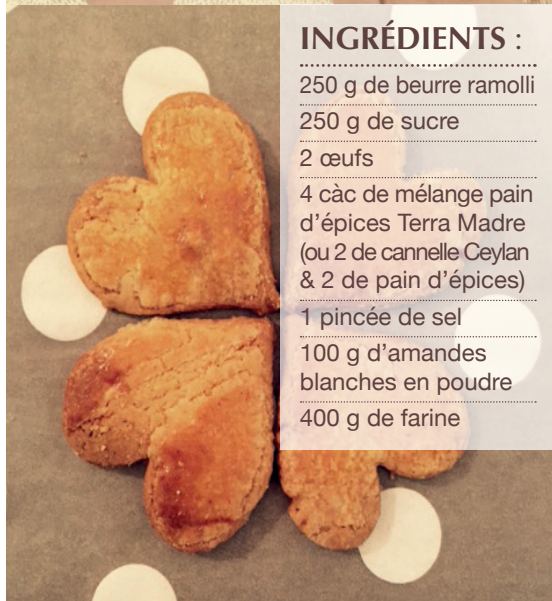 INGRÉDIENTS :
250 g de beurre ramolli
250 g de sucre
2 œufs
4 càc de mélange pain
d’épices Terra Madre
(ou 2 de cannelle Ceylan
& 2 de pain d’épices)
1 pincée de sel
100 g d’amandes
blanches en poudre
400 g de farine